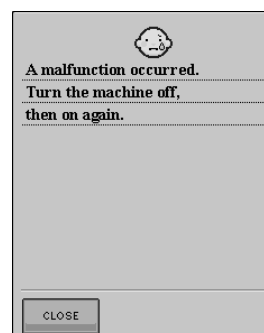 A malfunction occurred.
Turn the machine off,
then on again.
CLOSE